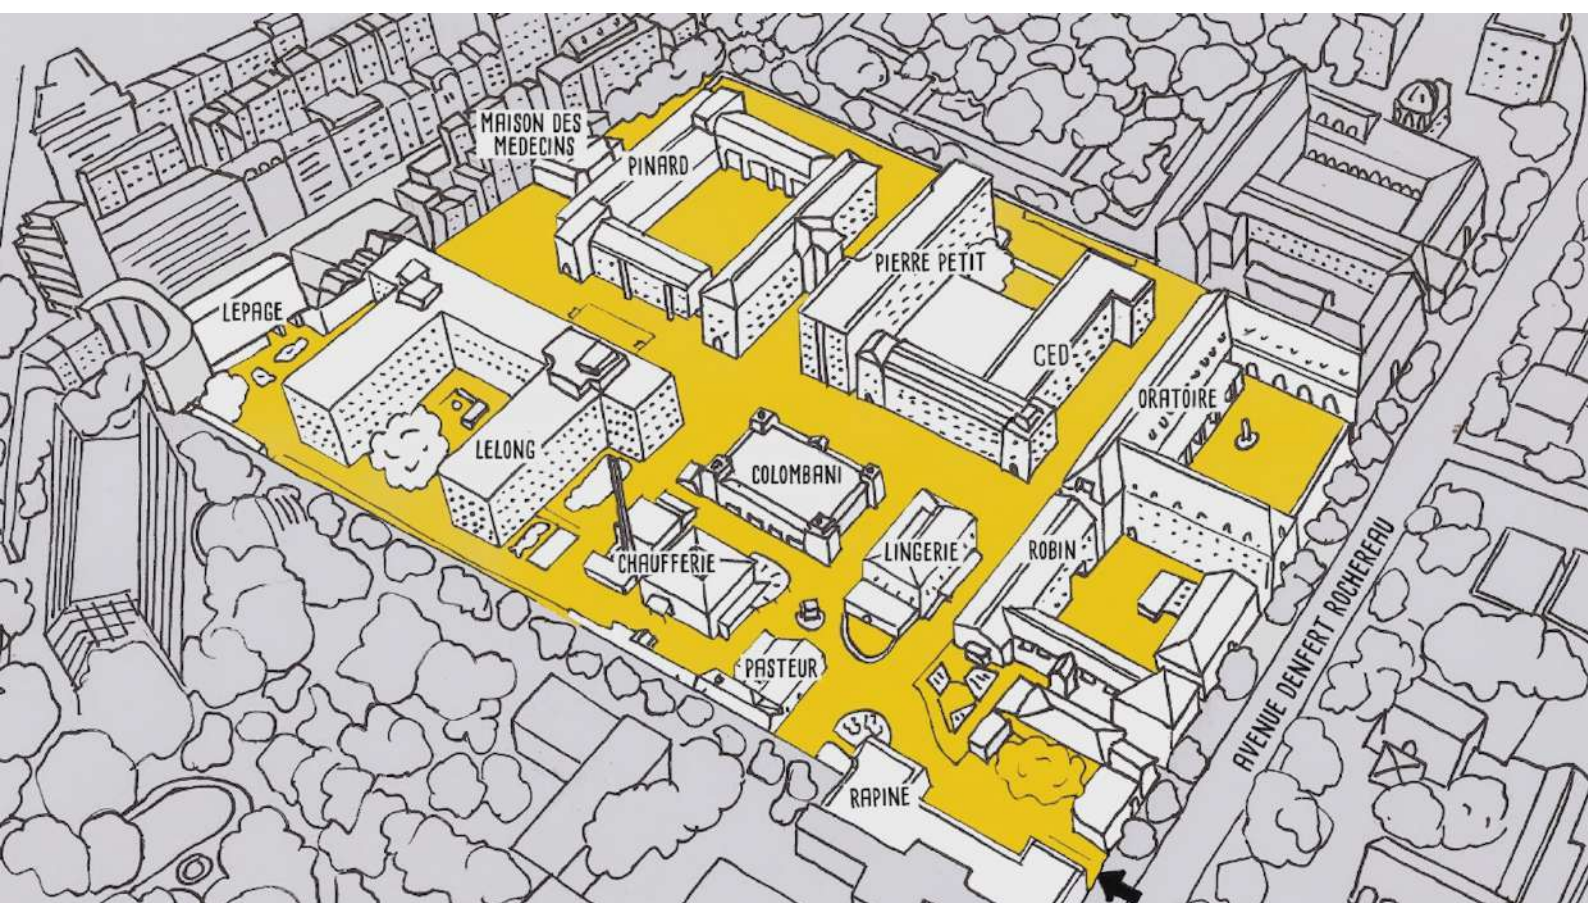 MAISON DES
MEDECINS
PINARD
PIERRE PETIT
LEPAGE
CED
ORATOIRE
LELONG
COLOMBANI
LINGERIE
ROBIN
CHAUFFERIE
PASTEUR
RAPINE
AVENUE DENFERT ROCHEREAU